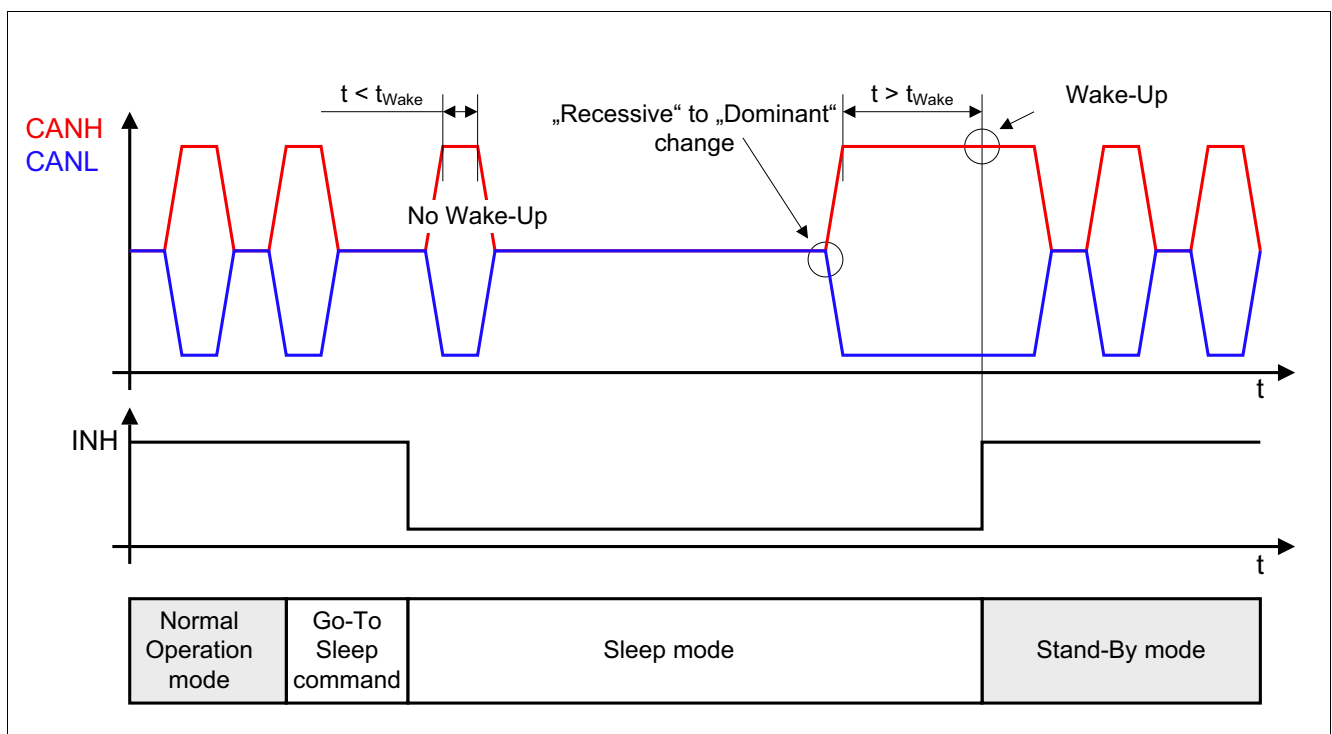 t < tWake
„Recessive“ to „Dominant“
change
t > tWake
Wake-Up
CANH
CANL
No Wake-Up
t
INH
t
Normal
Operation
mode
Go-To
Sleep
command
Sleep mode
Stand-By mode